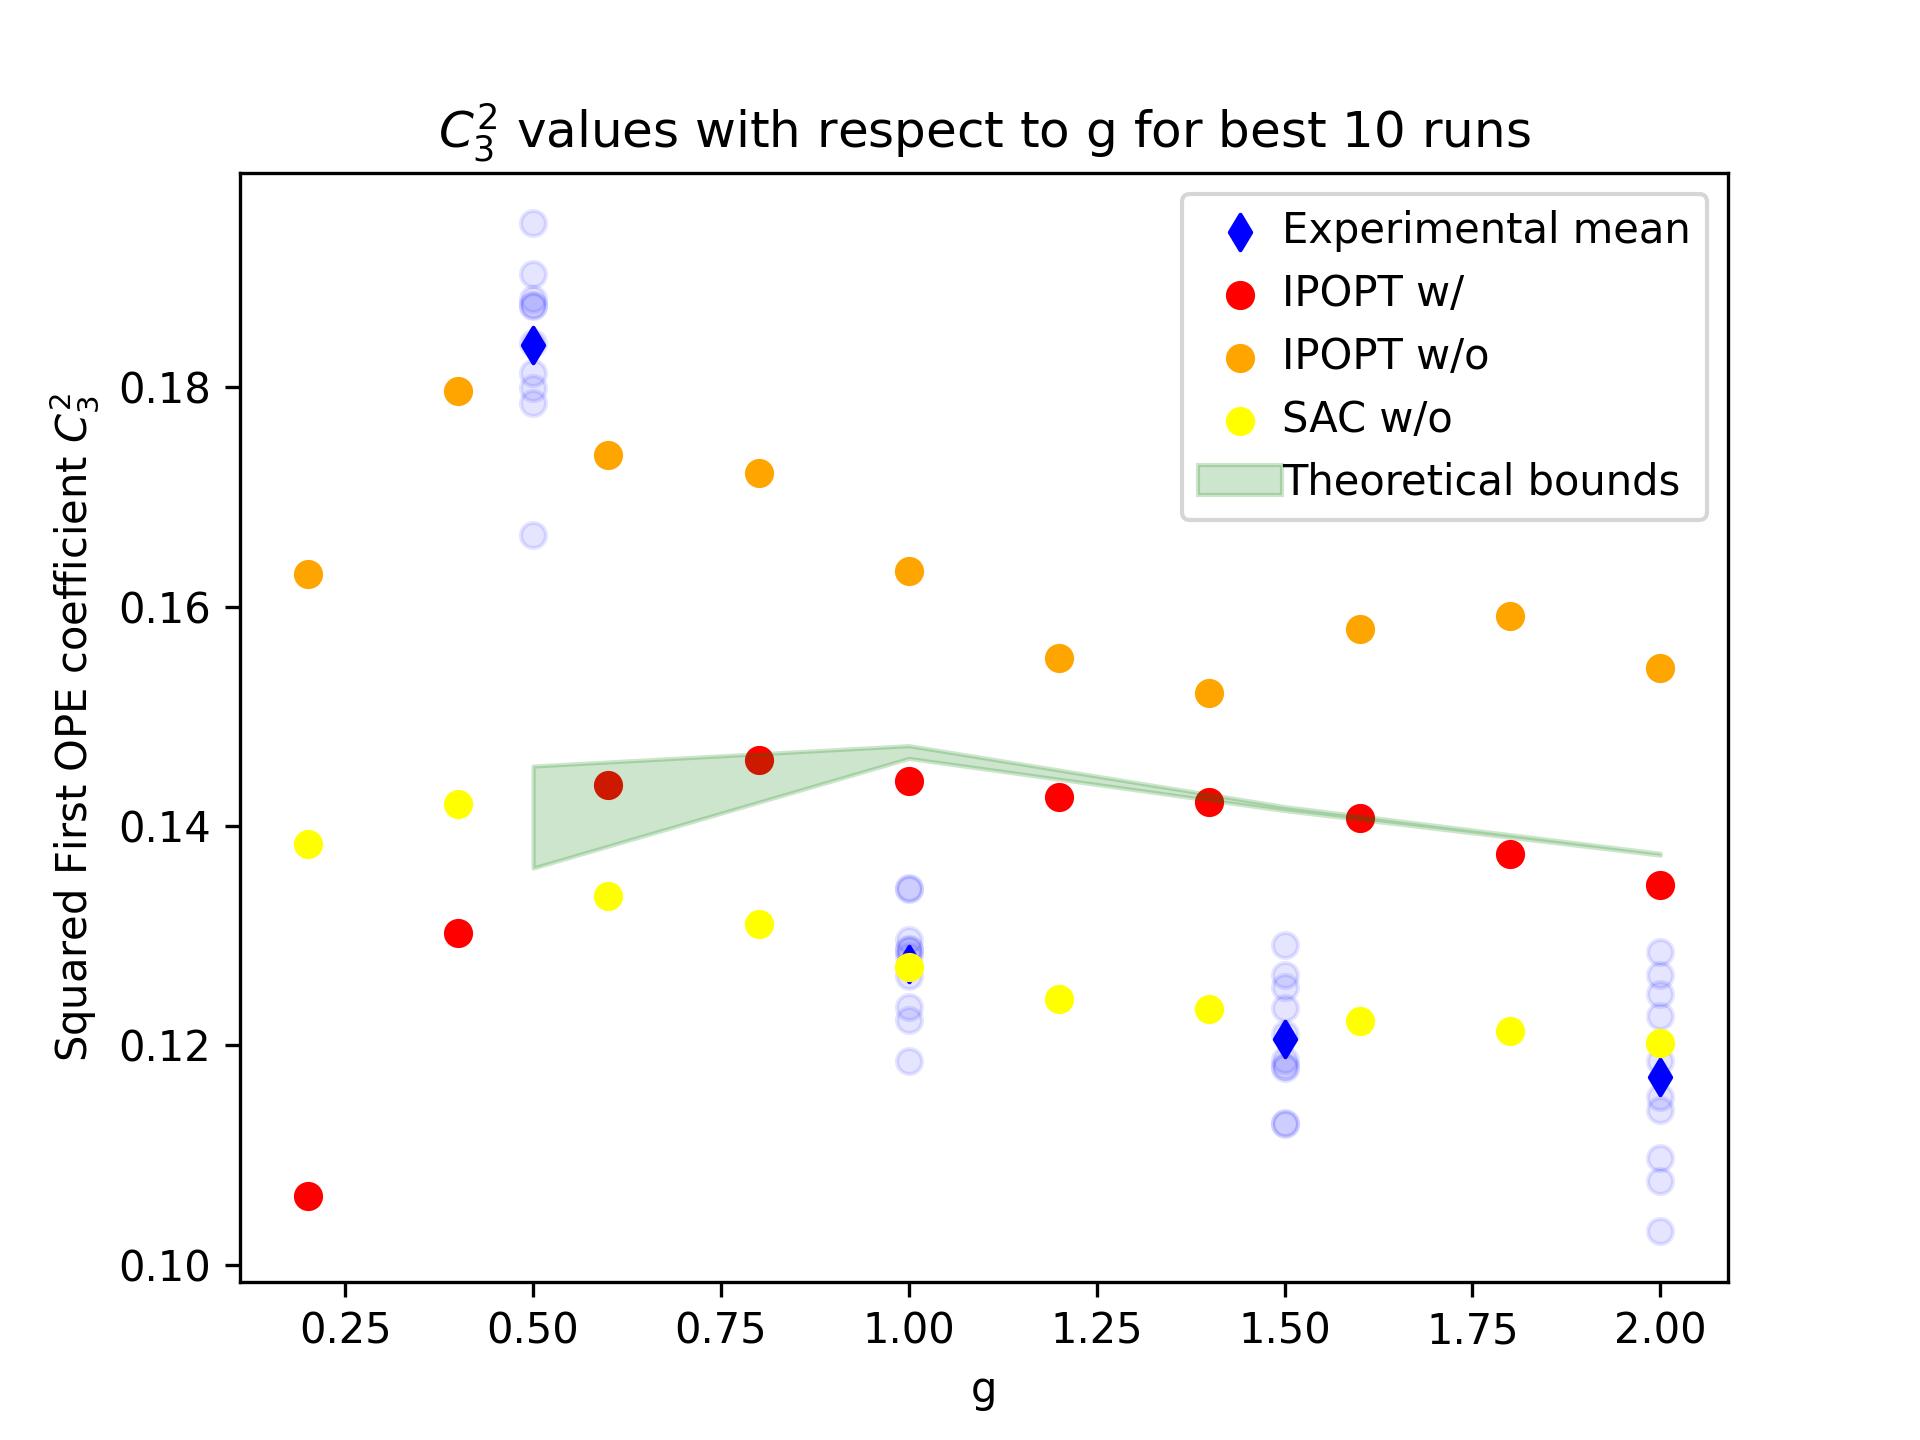 C₃² values with respect to g for best 10 runs
Experimental mean
IPOPT w/
IPOPT w/o
SAC w/o
Theoretical bounds
Squared First OPE coefficient C₃²
0.18
0.16
0.14
0.12
0.10
0.25 0.50 0.75 1.00 1.25 1.50 1.75 2.00
g